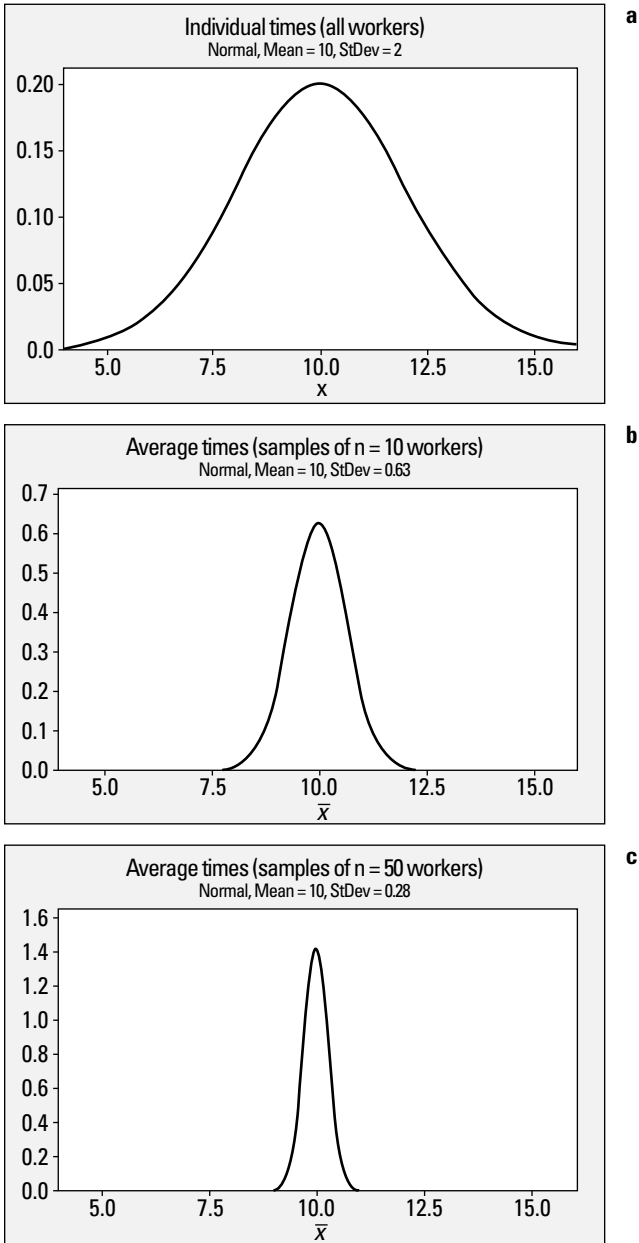 a
Individual times (all workers)
Normal, Mean = 10, StDev = 2
0.20
0.15
0.10
0.05
0.0
5.0 7.5 10.0 12.5 15.0
x
b
Average times (samples of n = 10 workers)
Normal, Mean = 10, StDev = 0.63
0.7
0.6
0.5
0.4
0.3
0.2
0.1
0.0
5.0 7.5 10.0 12.5 15.0
x̅
c
Average times (samples of n = 50 workers)
Normal, Mean = 10, StDev = 0.28
1.6
1.4
1.2
1.0
0.8
0.6
0.4
0.2
0.0
5.0 7.5 10.0 12.5 15.0
x̅